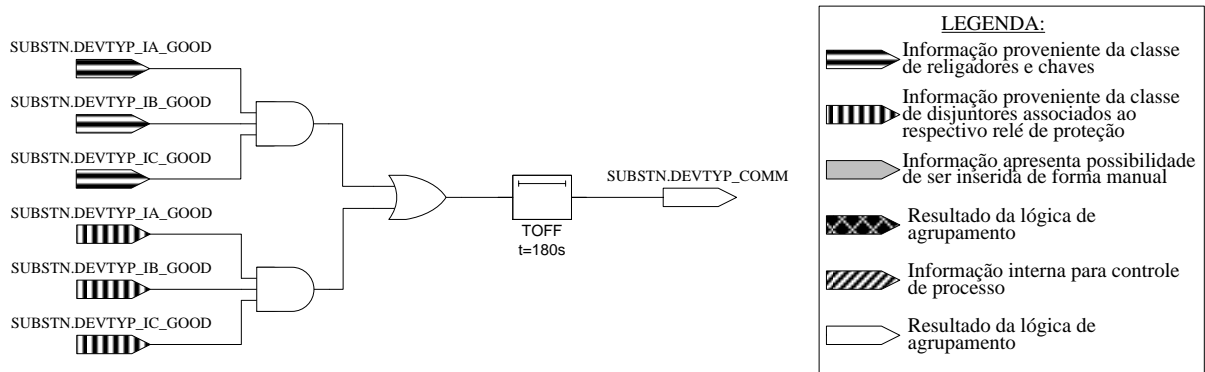 SUBSTN.DEVTYP_IA_GOOD
SUBSTN.DEVTYP_IB_GOOD
SUBSTN.DEVTYP_IC_GOOD
SUBSTN.DEVTYP_IA_GOOD
SUBSTN.DEVTYP_IB_GOOD
SUBSTN.DEVTYP_IC_GOOD
TOFF
t=180s
SUBSTN.DEVTYP_COMM
LEGENDA:
Informação proveniente da classe
de religadores e chaves
Informação proveniente da classe
de disjuntores associados ao
respectivo relé de proteção
Informação apresenta possibilidade
de ser inserida de forma manual
Resultado da lógica de
agrupamento
Informação interna para controle
de processo
Resultado da lógica de
agrupamento